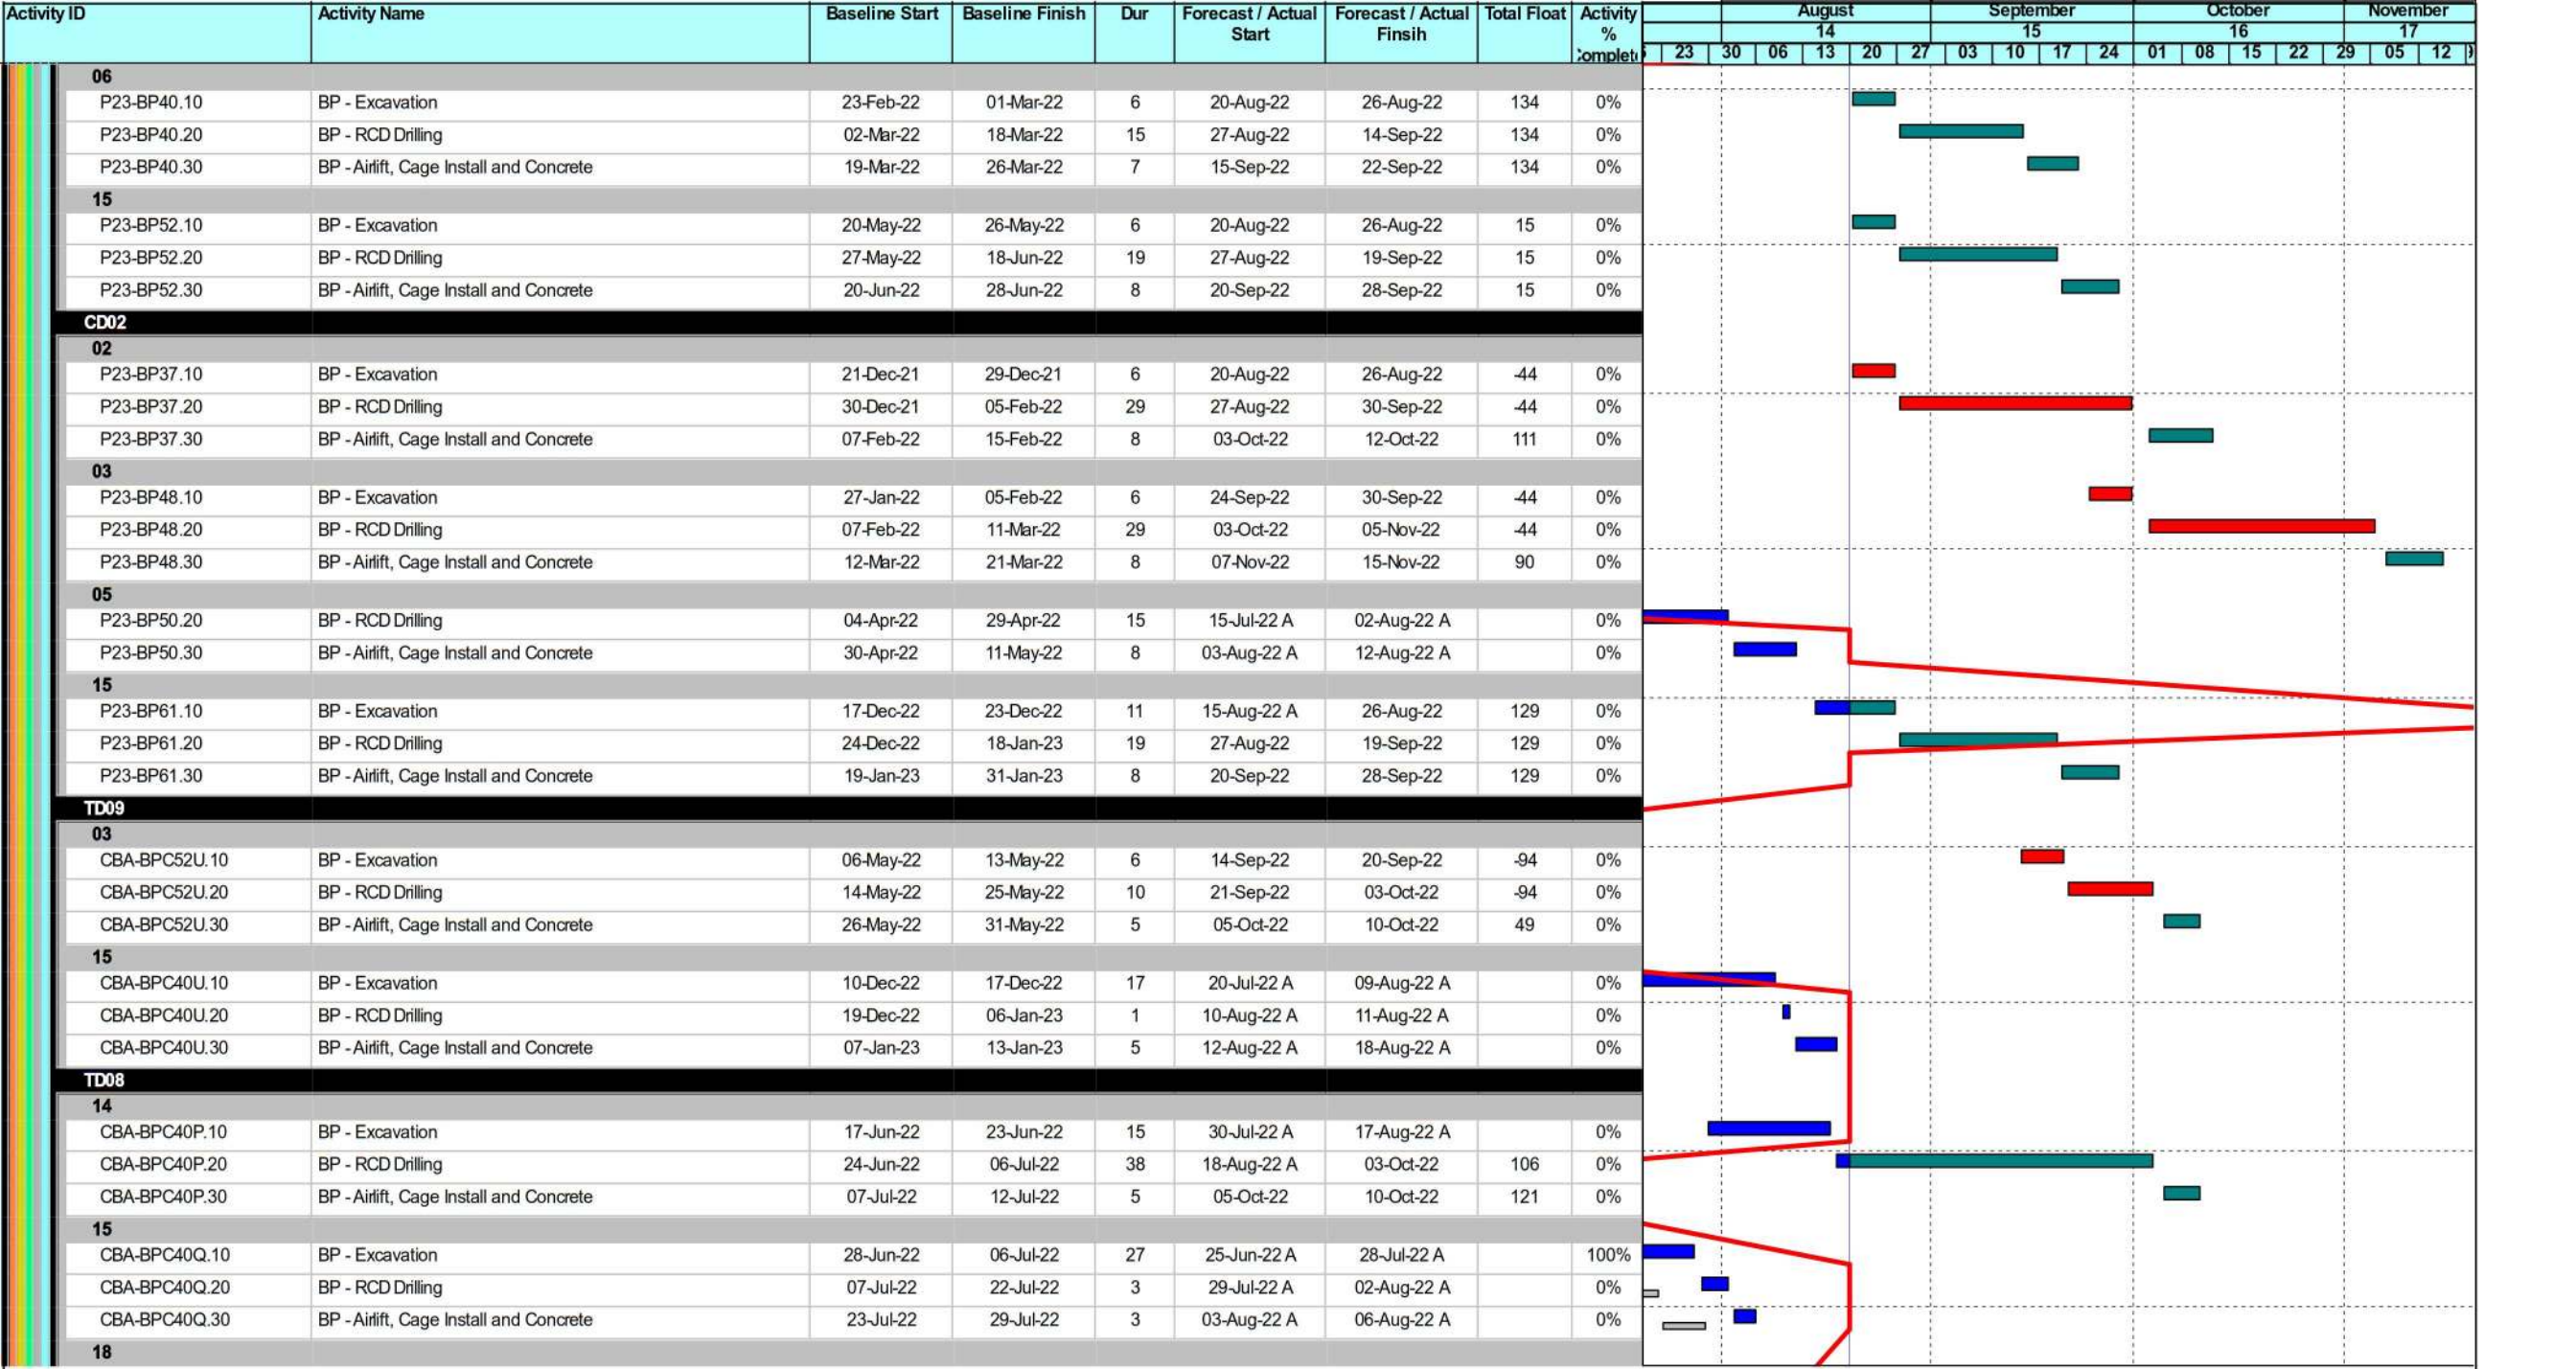 Activity ID Activity Name Baseline Start Baseline Finish Dur Forecast / Actual Start Forecast / Actual Finsih Total Float Activity % August September October November
14 15 16 17
23 30 06 13 20 27 03 10 17 24 01 08 15 22 29 05 12
06
P23-BP40.10 BP - Excavation 23-Feb-22 01-Mar-22 6 20-Aug-22 26-Aug-22 134 0%
P23-BP40.20 BP - RCD Drilling 02-Mar-22 18-Mar-22 15 27-Aug-22 14-Sep-22 134 0%
P23-BP40.30 BP - Airlift, Cage Install and Concrete 19-Mar-22 26-Mar-22 7 15-Sep-22 22-Sep-22 134 0%
15
P23-BP52.10 BP - Excavation 20-May-22 26-May-22 6 20-Aug-22 26-Aug-22 15 0%
P23-BP52.20 BP - RCD Drilling 27-May-22 18-Jun-22 19 27-Aug-22 19-Sep-22 15 0%
P23-BP52.30 BP - Airlift, Cage Install and Concrete 20-Jun-22 28-Jun-22 8 20-Sep-22 28-Sep-22 15 0%
CD02
02
P23-BP37.10 BP - Excavation 21-Dec-21 29-Dec-21 6 20-Aug-22 26-Aug-22 -44 0%
P23-BP37.20 BP - RCD Drilling 30-Dec-21 05-Feb-22 29 27-Aug-22 30-Sep-22 -44 0%
P23-BP37.30 BP - Airlift, Cage Install and Concrete 07-Feb-22 15-Feb-22 8 03-Oct-22 12-Oct-22 111 0%
03
P23-BP48.10 BP - Excavation 27-Jan-22 05-Feb-22 6 24-Sep-22 30-Sep-22 -44 0%
P23-BP48.20 BP - RCD Drilling 07-Feb-22 11-Mar-22 29 03-Oct-22 05-Nov-22 -44 0%
P23-BP48.30 BP - Airlift, Cage Install and Concrete 12-Mar-22 21-Mar-22 8 07-Nov-22 15-Nov-22 90 0%
05
P23-BP50.20 BP - RCD Drilling 04-Apr-22 29-Apr-22 15 15-Jul-22 A 02-Aug-22 A 0%
P23-BP50.30 BP - Airlift, Cage Install and Concrete 30-Apr-22 11-May-22 8 03-Aug-22 A 12-Aug-22 A 0%
15
P23-BP61.10 BP - Excavation 17-Dec-22 23-Dec-22 11 15-Aug-22 A 26-Aug-22 129 0%
P23-BP61.20 BP - RCD Drilling 24-Dec-22 18-Jan-23 19 27-Aug-22 19-Sep-22 129 0%
P23-BP61.30 BP - Airlift, Cage Install and Concrete 19-Jan-23 31-Jan-23 8 20-Sep-22 28-Sep-22 129 0%
TD09
03
CBA-BPC52U.10 BP - Excavation 06-May-22 13-May-22 6 14-Sep-22 20-Sep-22 -94 0%
CBA-BPC52U.20 BP - RCD Drilling 14-May-22 25-May-22 10 21-Sep-22 03-Oct-22 -94 0%
CBA-BPC52U.30 BP - Airlift, Cage Install and Concrete 26-May-22 31-May-22 5 05-Oct-22 10-Oct-22 49 0%
15
CBA-BPC40U.10 BP - Excavation 10-Dec-22 17-Dec-22 17 20-Jul-22 A 09-Aug-22 A 0%
CBA-BPC40U.20 BP - RCD Drilling 19-Dec-22 06-Jan-23 1 10-Aug-22 A 11-Aug-22 A 0%
CBA-BPC40U.30 BP - Airlift, Cage Install and Concrete 07-Jan-23 13-Jan-23 5 12-Aug-22 A 18-Aug-22 A 0%
TD08
14
CBA-BPC40P.10 BP - Excavation 17-Jun-22 23-Jun-22 15 30-Jul-22 A 17-Aug-22 A 0%
CBA-BPC40P.20 BP - RCD Drilling 24-Jun-22 06-Jul-22 38 18-Aug-22 A 03-Oct-22 106 0%
CBA-BPC40P.30 BP - Airlift, Cage Install and Concrete 07-Jul-22 12-Jul-22 5 05-Oct-22 10-Oct-22 121 0%
15
CBA-BPC40Q.10 BP - Excavation 28-Jun-22 06-Jul-22 27 25-Jun-22 A 28-Jul-22 A 100%
CBA-BPC40Q.20 BP - RCD Drilling 07-Jul-22 22-Jul-22 3 29-Jul-22 A 02-Aug-22 A 0%
CBA-BPC40Q.30 BP - Airlift, Cage Install and Concrete 23-Jul-22 29-Jul-22 3 03-Aug-22 A 06-Aug-22 A 0%
18